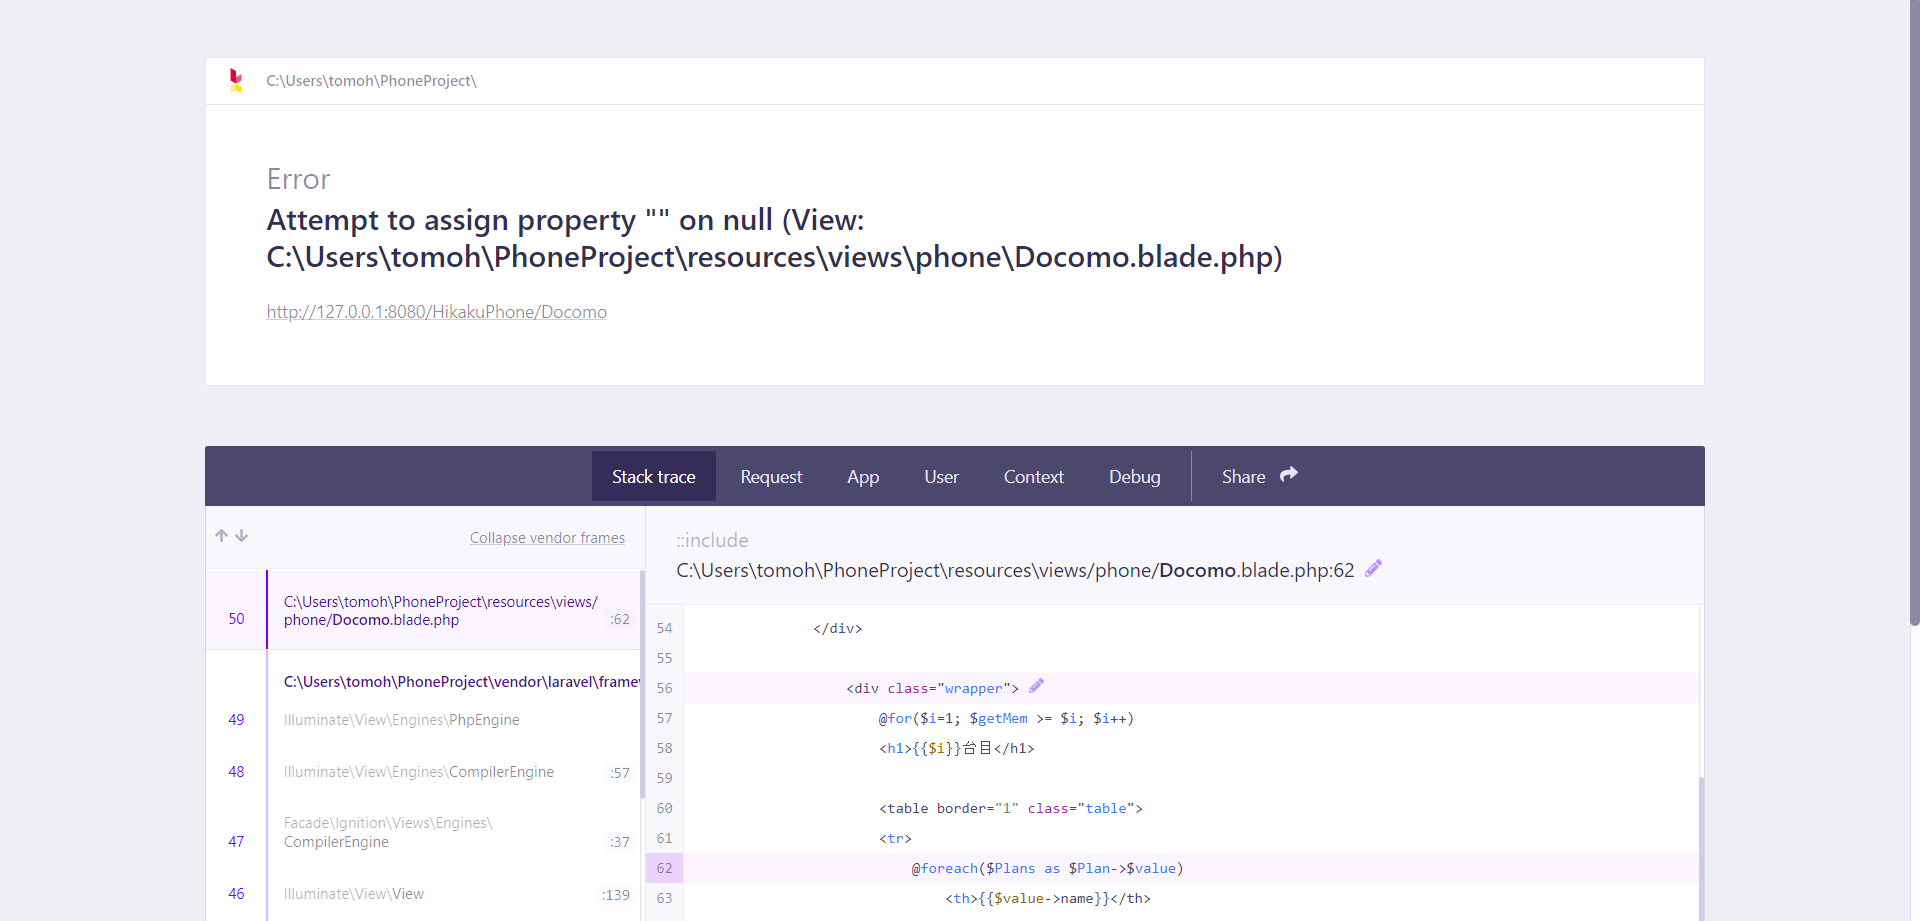 C:\Users\tomoh\PhoneProject\
Error
Attempt to assign property "" on null (View:
C:\Users\tomoh\PhoneProject\resources\views\phone\Docomo.blade.php)
http://127.0.0.1:8080/HikakuPhone/Docomo
Stack trace Request App User Context Debug Share
Collapse vendor frames
50 C:\Users\tomoh\PhoneProject\resources\views/
phone/Docomo.blade.php :62
C:\Users\tomoh\PhoneProject\vendor\laravel\frame
49 Illuminate\View\Engines\PhpEngine
48 Illuminate\View\Engines\CompilerEngine :57
Facade\Ignition\Views\Engines\
47 CompilerEngine :37
46 Illuminate\View\View :139
::include
C:\Users\tomoh\PhoneProject\resources\views/phone/Docomo.blade.php:62
54 </div>
55
56 <div class="wrapper">
57 @for($i=1; $getMem >= $i; $i++)
58 <h1>{{$i}}台目</h1>
59
60 <table border="1" class="table">
61 <tr>
62 @foreach($Plans as $Plan->$value)
63 <th>{{$value->name}}</th>